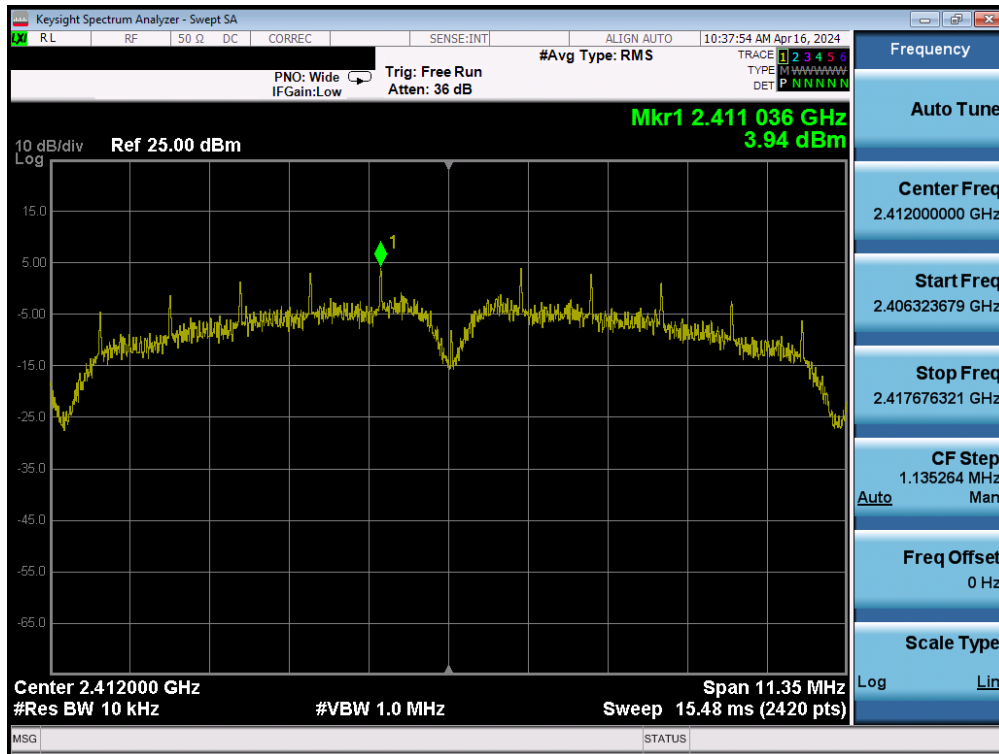 Keysight Spectrum Analyzer - Swept SA
LXI RL RF 50 Ω DC CORREC SENSE:INT ALIGN AUTO 10:37:54 AM Apr 16, 2024
#Avg Type: RMS
TRACE 1 2 3 4 5 6
PNO: Wide Trig: Free Run
TYPE M WWWWW
IFGain:Low Atten: 36 dB
DET P N N N N N
Mkr1 2.411 036 GHz
3.94 dBm
10 dB/div Ref 25.00 dBm
Log
15.0
5.00
1
-5.00
-15.0
-25.0
-35.0
-45.0
-55.0
-65.0
Center 2.412000 GHz Span 11.35 MHz
#Res BW 10 kHz #VBW 1.0 MHz Sweep 15.48 ms (2420 pts)
MSG STATUS
Frequency
Auto Tune
Center Freq
2.412000000 GHz
Start Freq
2.406323679 GHz
Stop Freq
2.417676321 GHz
CF Step
1.135264 MHz
Auto Man
Freq Offset
0 Hz
Scale Type
Log Lin